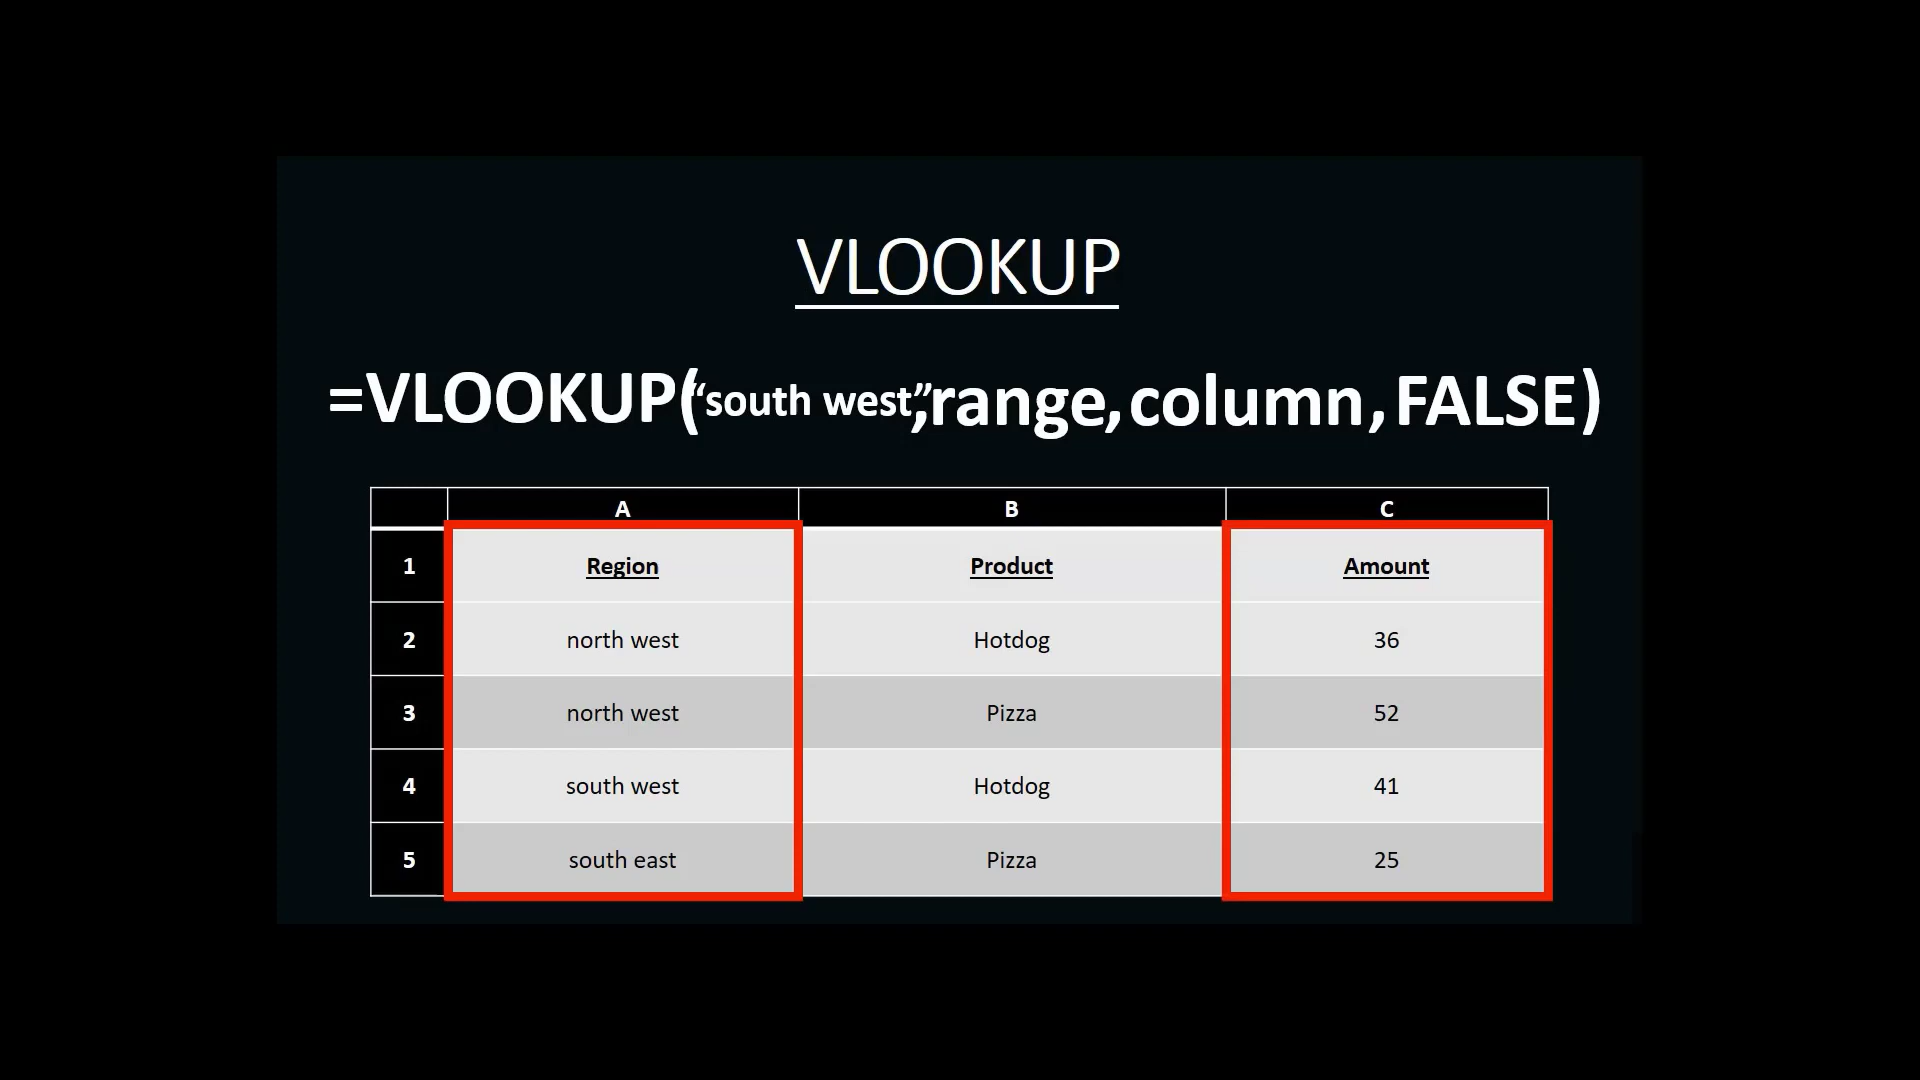 VLOOKUP
=VLOOKUP(“south west”,range,column,FALSE)
A B C
1 Region Product Amount
2 north west Hotdog 36
3 north west Pizza 52
4 south west Hotdog 41
5 south east Pizza 25